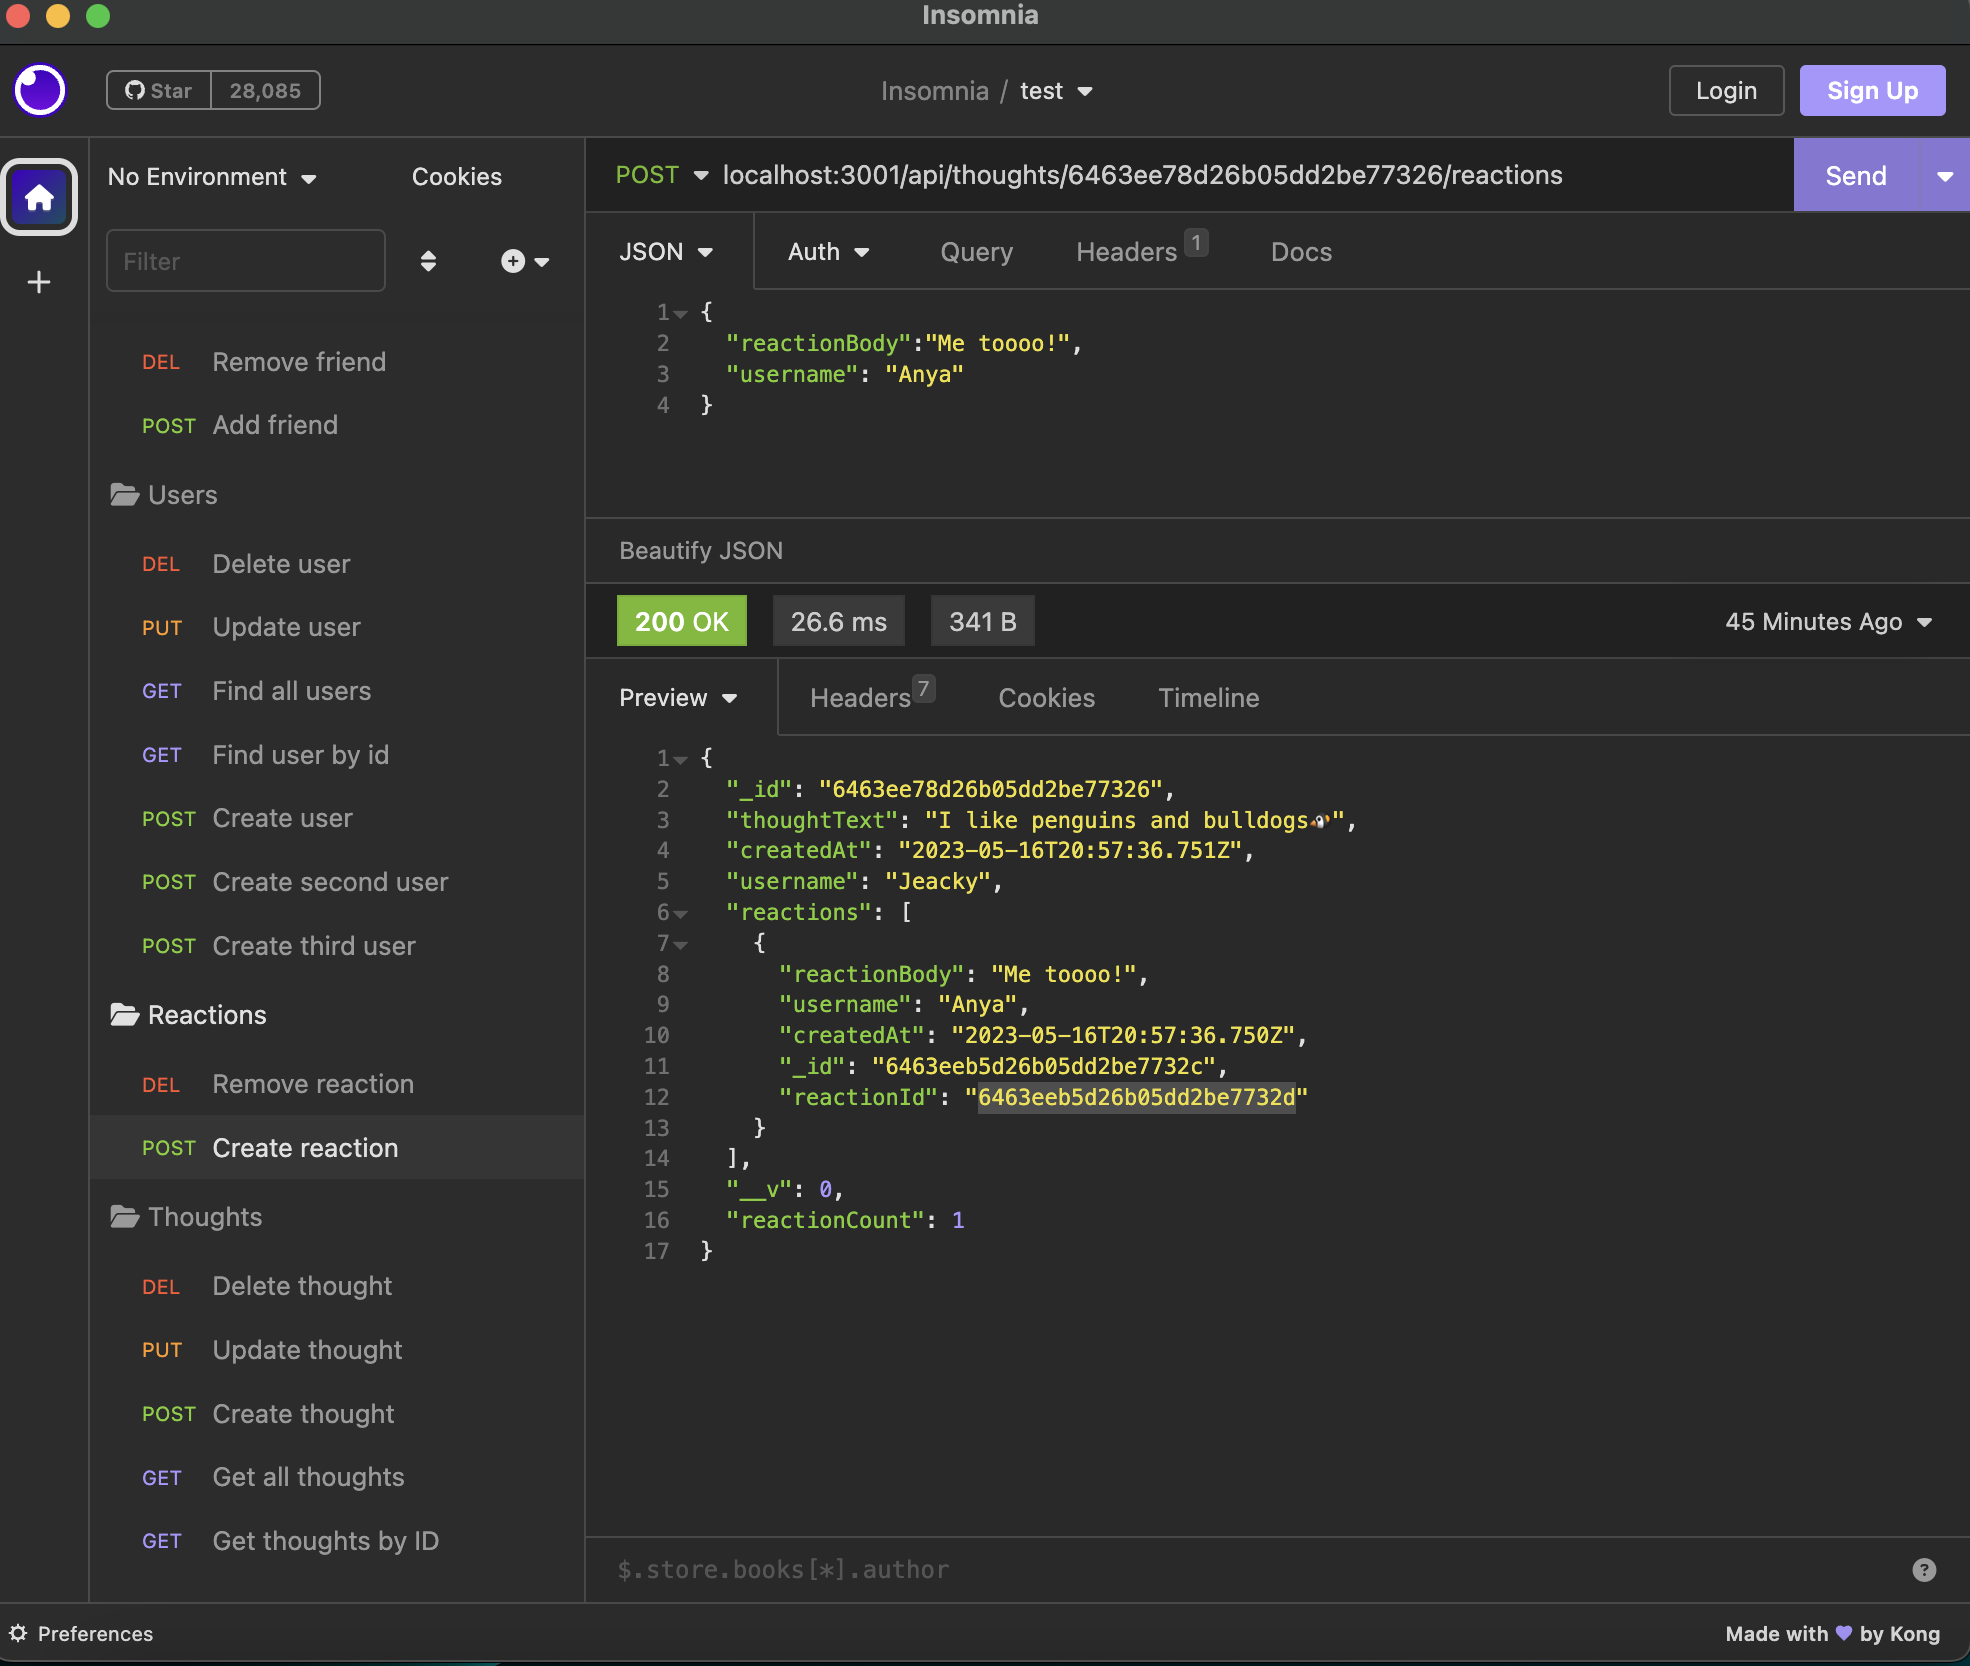 Insomnia
Star 28,085
Insomnia / test
Login
Sign Up
No Environment
Cookies
Filter
DEL Remove friend
POST Add friend
Users
DEL Delete user
PUT Update user
GET Find all users
GET Find user by id
POST Create user
POST Create second user
POST Create third user
Reactions
DEL Remove reaction
POST Create reaction
Thoughts
DEL Delete thought
PUT Update thought
POST Create thought
GET Get all thoughts
GET Get thoughts by ID
POST localhost:3001/api/thoughts/6463ee78d26b05dd2be77326/reactions
Send
JSON Auth Query Headers 1 Docs
1 {
2 "reactionBody":"Me toooo!",
3 "username": "Anya"
4 }
Beautify JSON
200 OK 26.6 ms 341 B 45 Minutes Ago
Preview Headers 7 Cookies Timeline
1 {
2 "_id": "6463ee78d26b05dd2be77326",
3 "thoughtText": "I like penguins and bulldogs🐶",
4 "createdAt": "2023-05-16T20:57:36.751Z",
5 "username": "Jeacky",
6 "reactions": [
7 {
8 "reactionBody": "Me toooo!",
9 "username": "Anya",
10 "createdAt": "2023-05-16T20:57:36.750Z",
11 "_id": "6463eeb5d26b05dd2be7732c",
12 "reactionId": "6463eeb5d26b05dd2be7732d"
13 }
14 ],
15 "__v": 0,
16 "reactionCount": 1
17 }
$.store.books[*].author
?
Preferences
Made with 💜 by Kong